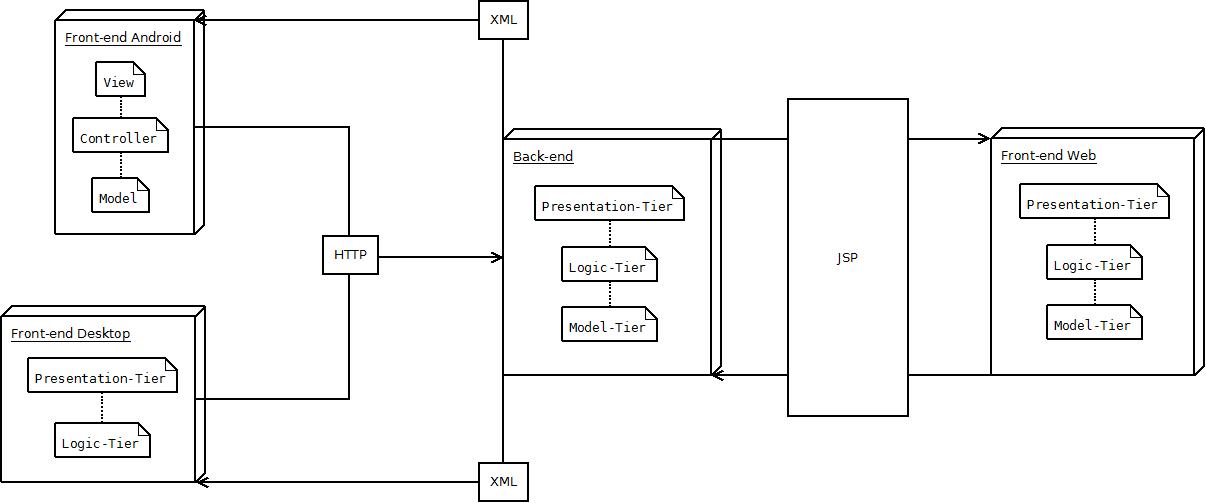 XML
Front-end Android
View
Controller
Model
HTTP
Back-end
Presentation-Tier
Logic-Tier
Model-Tier
JSP
Front-end Web
Presentation-Tier
Logic-Tier
Model-Tier
Front-end Desktop
Presentation-Tier
Logic-Tier
XML